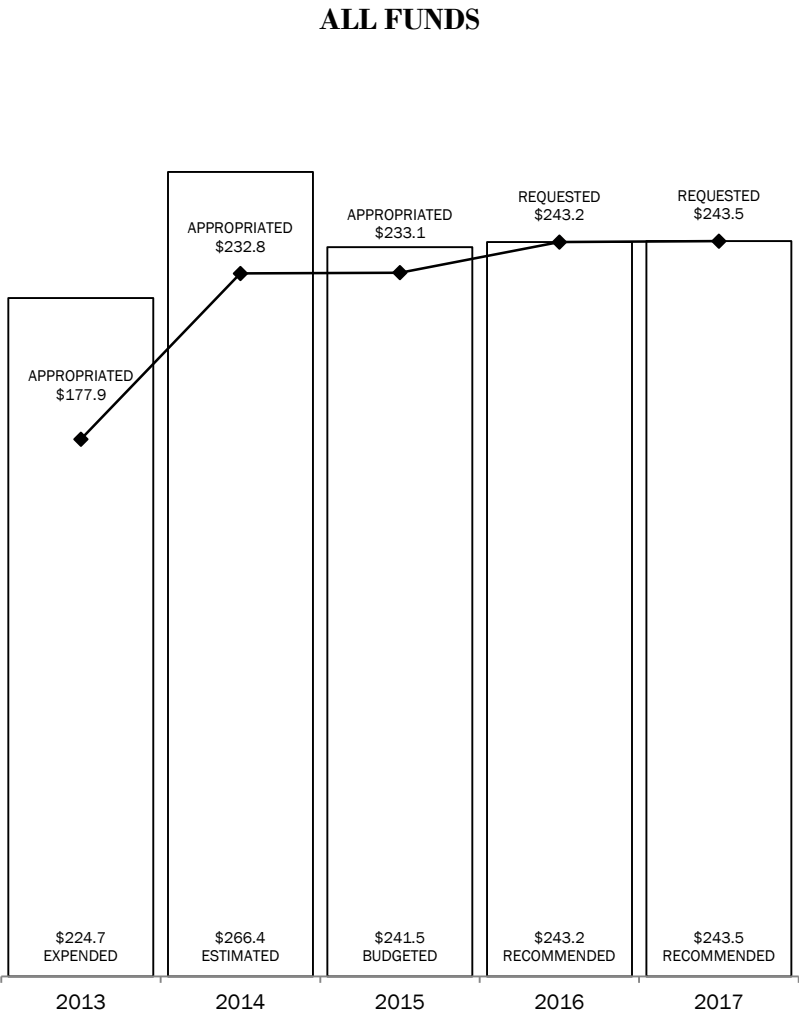 ALL FUNDS
APPROPRIATED
$177.9
APPROPRIATED
$232.8
APPROPRIATED
$233.1
REQUESTED
$243.2
REQUESTED
$243.5
$224.7
EXPENDED
$266.4
ESTIMATED
$241.5
BUDGETED
$243.2
RECOMMENDED
$243.5
RECOMMENDED
2013
2014
2015
2016
2017